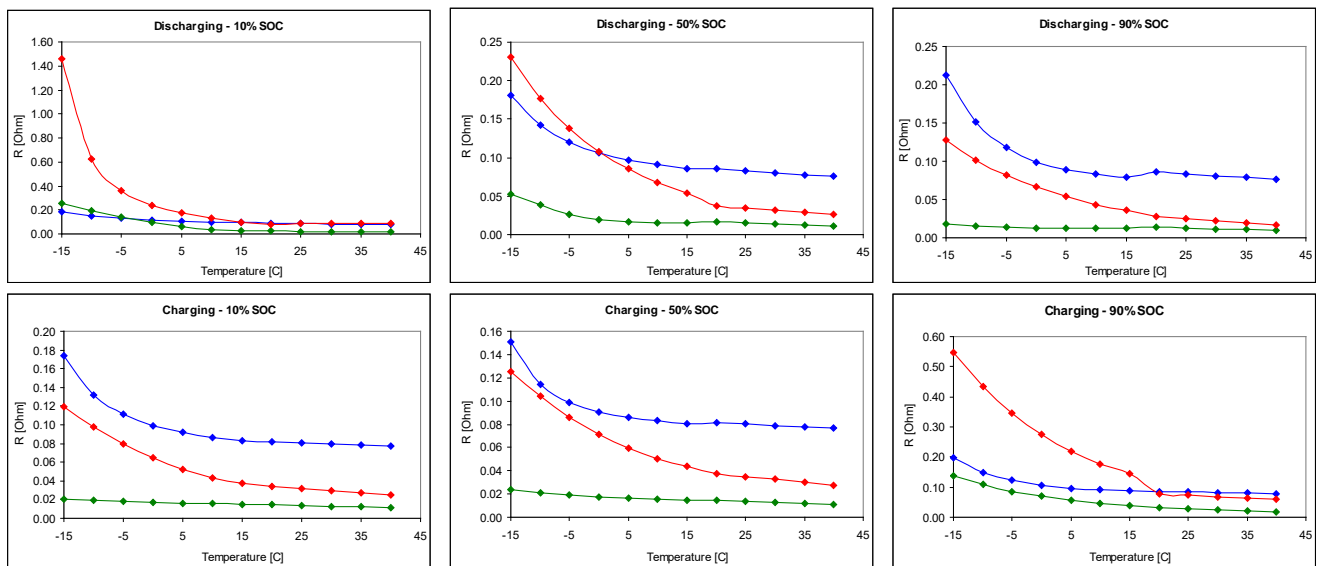 Discharging - 10% SOC
1.60
1.40
1.20
1.00
0.80
0.60
0.40
0.20
0.00
R [Ohm]
-15 -5 5 15 25 35 45
Temperature [C]
Discharging - 50% SOC
0.25
0.20
0.15
0.10
0.05
0.00
R [Ohm]
-15 -5 5 15 25 35 45
Temperature [C]
Discharging - 90% SOC
0.25
0.20
0.15
0.10
0.05
0.00
R [Ohm]
-15 -5 5 15 25 35 45
Temperature [C]
Charging - 10% SOC
0.20
0.18
0.16
0.14
0.12
0.10
0.08
0.06
0.04
0.02
0.00
R [Ohm]
-15 -5 5 15 25 35 45
Temperature [C]
Charging - 50% SOC
0.16
0.14
0.12
0.10
0.08
0.06
0.04
0.02
0.00
R [Ohm]
-15 -5 5 15 25 35 45
Temperature [C]
Charging - 90% SOC
0.60
0.50
0.40
0.30
0.20
0.10
0.00
R [Ohm]
-15 -5 5 15 25 35 45
Temperature [C]